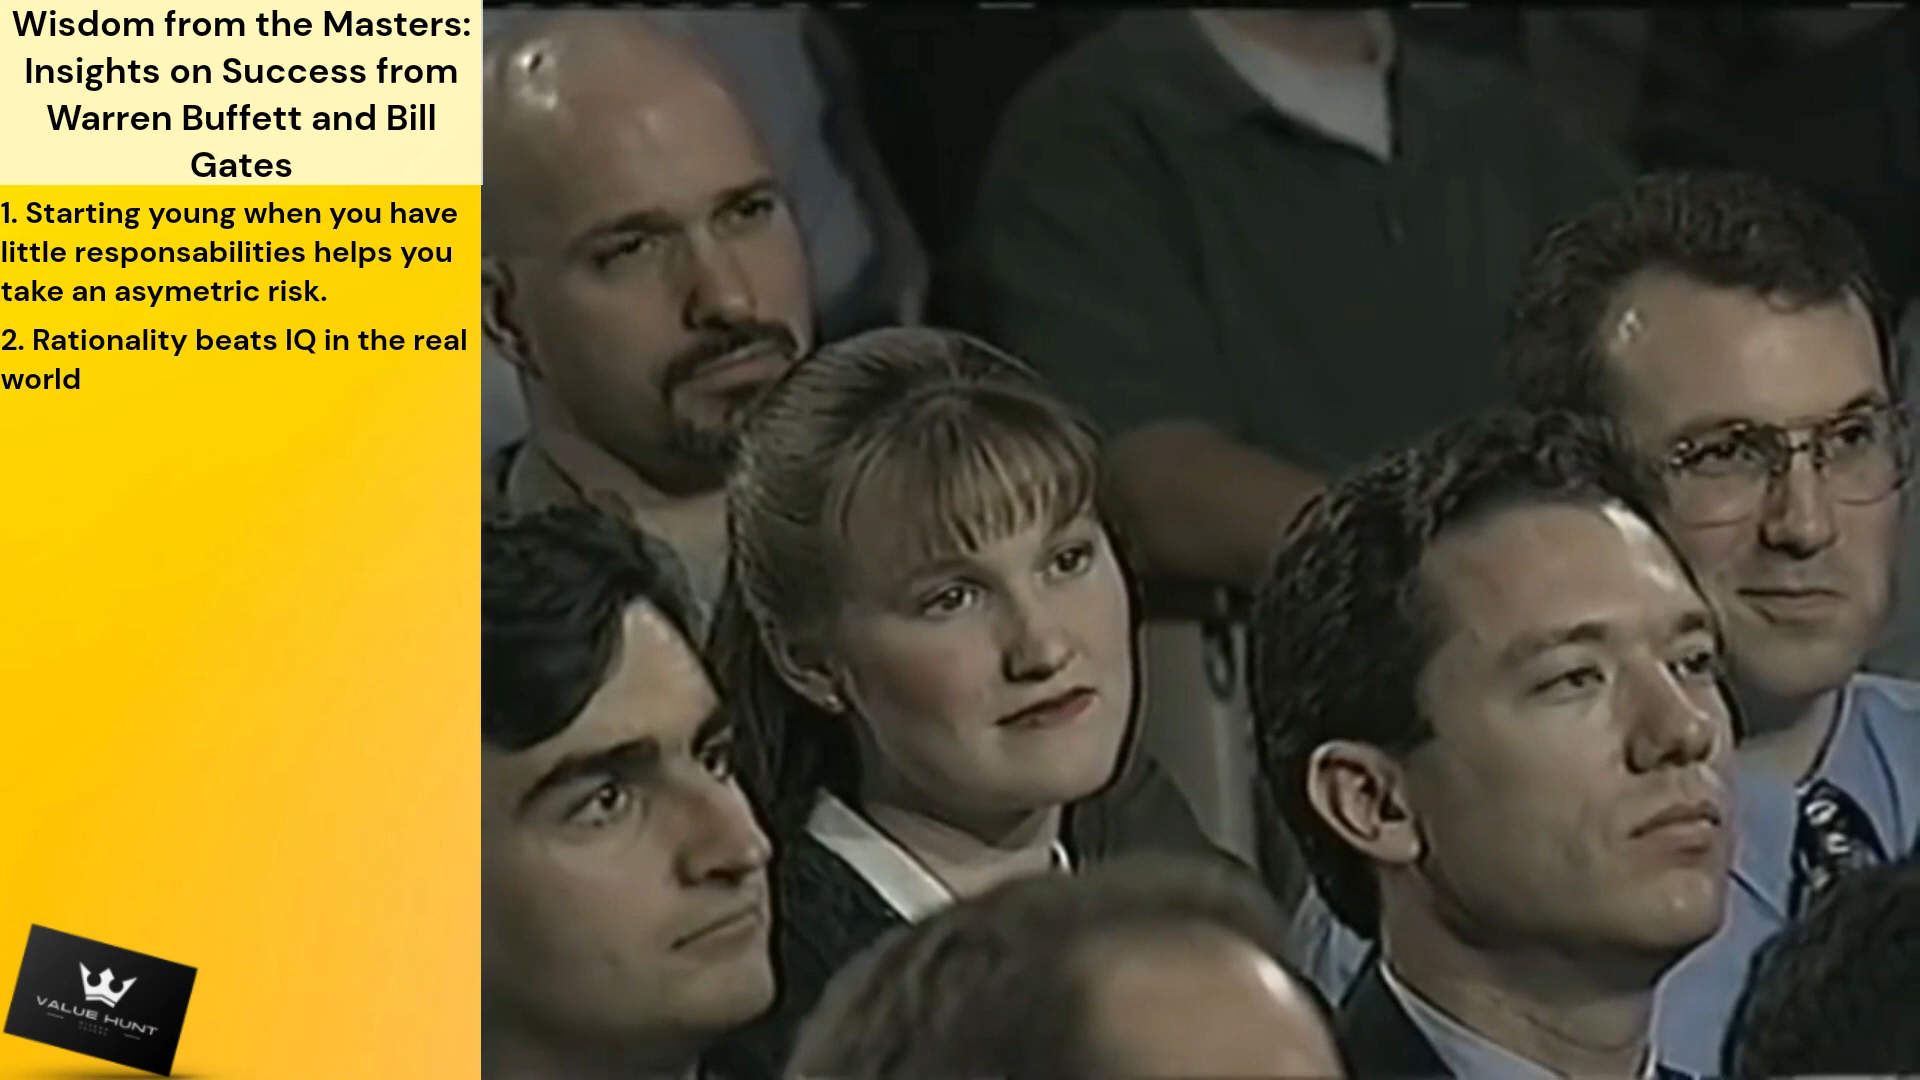 Wisdom from the Masters:
Insights on Success from
Warren Buffett and Bill
Gates
1. Starting young when you have
little responsabilities helps you
take an asymetric risk.
2. Rationality beats IQ in the real
world
VALUE HUNT